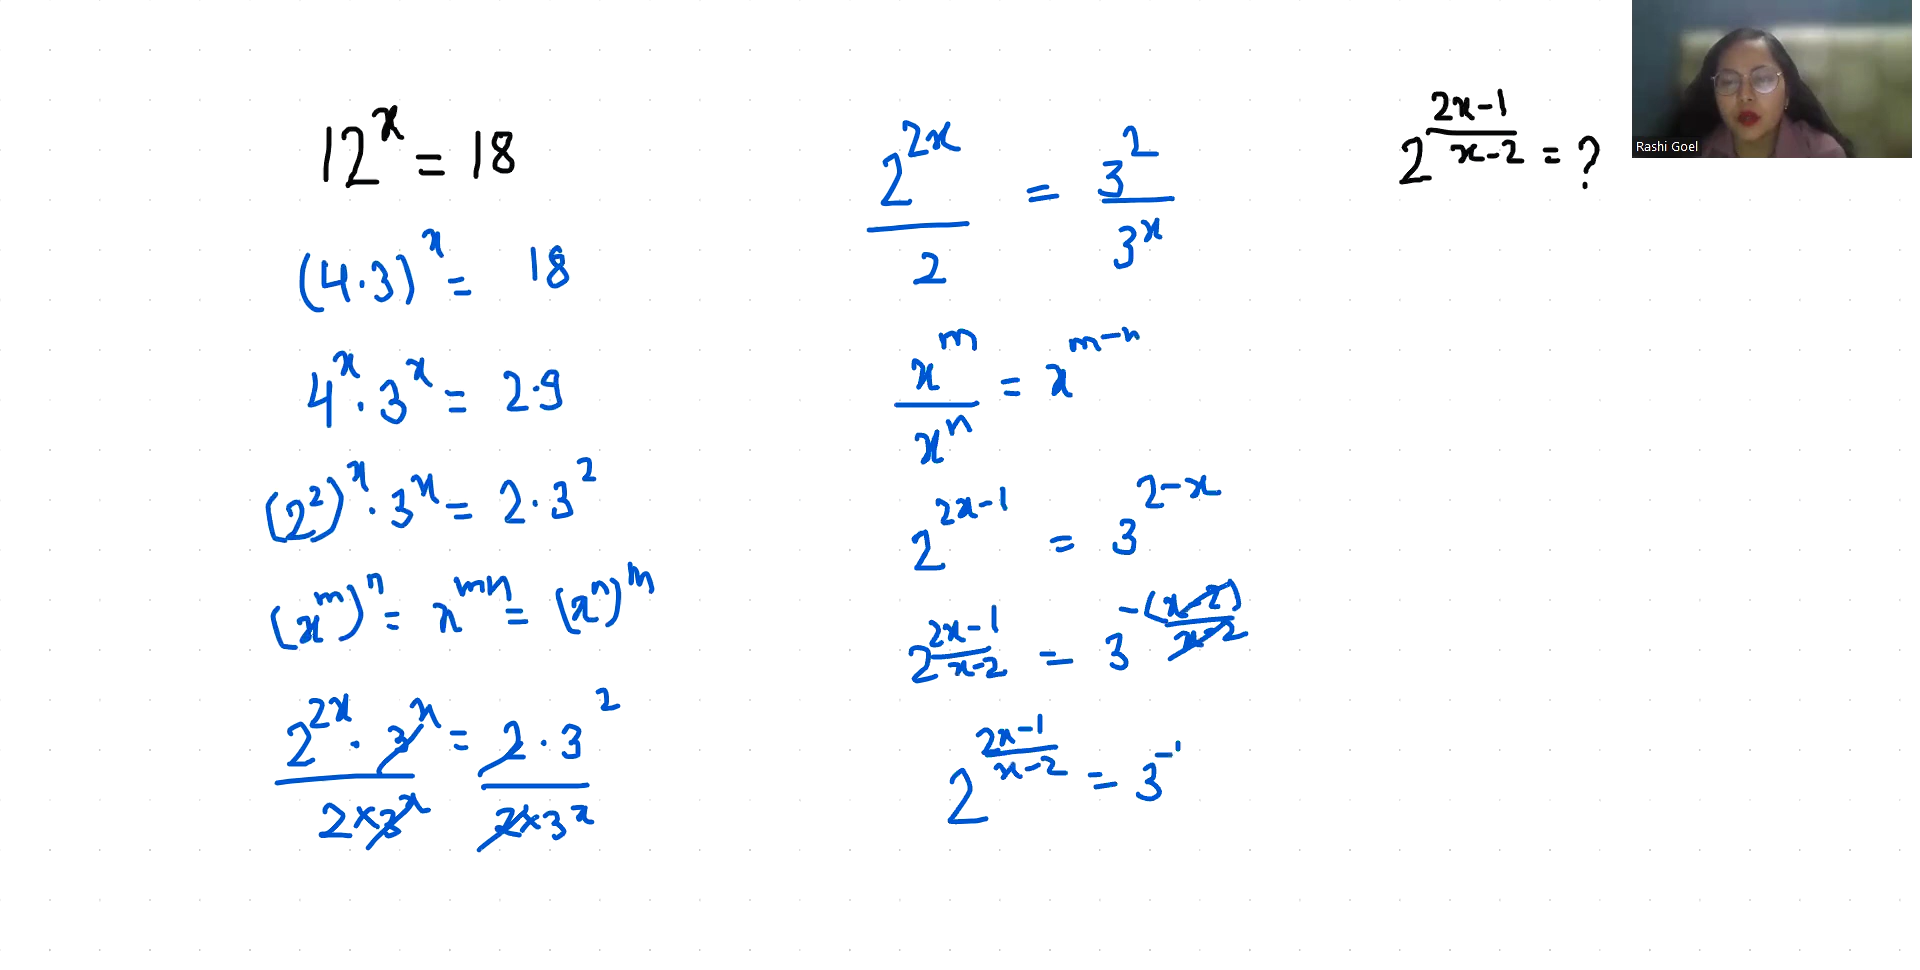 12^x = 18
(4·3)^x = 18
4^x · 3^x = 2·9
(2^2)^x · 3^x = 2·3^2
(x^m)^n = x^mn = (x^n)^m
2^2x · 3^x / 2×3^x = 2·3^2 / 2×3^x
2^2x / 2 = 3^2 / 3^x
x^m / x^n = x^m-n
2^2x-1 = 3^2-x
2^(2x-1 / x-2) = 3^-(x-2) / x-2
2^(2x-1 / x-2) = 3^-1
2^(2x-1 / x-2) = ?
Rashi Goel